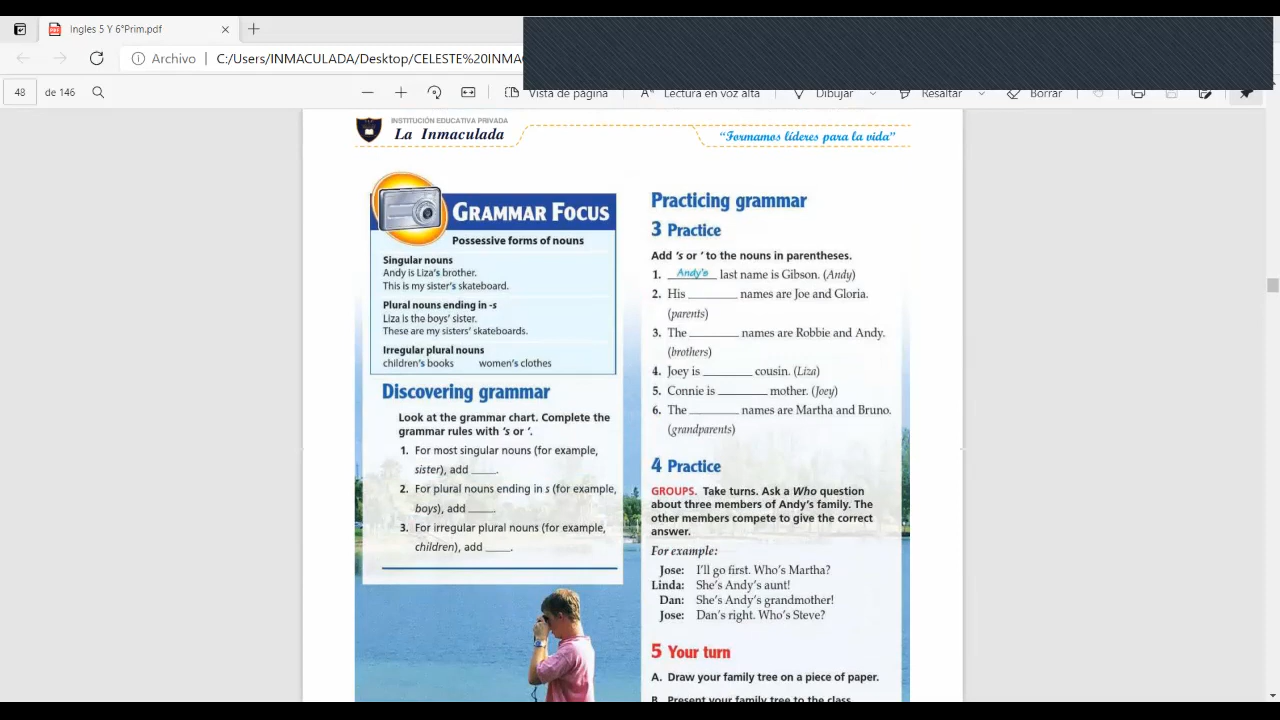 Ingles 5 Y 6°Prim.pdf
Archivo C:/Users/INMACULADA/Desktop/CELESTE%20INMA
48 de 146 Vista de página Lectura en voz alta Dibujar Resaltar Borrar
INSTITUCIÓN EDUCATIVA PRIVADA
La Inmaculada
“Formamos líderes para la vida”
GRAMMAR FOCUS
Possessive forms of nouns
Singular nouns
Andy is Liza's brother.
This is my sister's skateboard.
Plural nouns ending in -s
Liza is the boys' sister.
These are my sisters' skateboards.
Irregular plural nouns
children's books women's clothes
Discovering grammar
Look at the grammar chart. Complete the
grammar rules with 's or '.
1. For most singular nouns (for example,
sister), add ____.
2. For plural nouns ending in s (for example,
boys), add ____.
3. For irregular plural nouns (for example,
children), add ____.
Practicing grammar
3 Practice
Add 's or ' to the nouns in parentheses.
1. Andy's last name is Gibson. (Andy)
2. His ________ names are Joe and Gloria.
(parents)
3. The ________ names are Robbie and Andy.
(brothers)
4. Joey is ________ cousin. (Liza)
5. Connie is ________ mother. (Joey)
6. The ________ names are Martha and Bruno.
(grandparents)
4 Practice
GROUPS. Take turns. Ask a Who question
about three members of Andy's family. The
other members compete to give the correct
answer.
For example:
Jose: I'll go first. Who's Martha?
Linda: She's Andy's aunt!
Dan: She's Andy's grandmother!
Jose: Dan's right. Who's Steve?
5 Your turn
A. Draw your family tree on a piece of paper.
B. Present your family tree to the class.